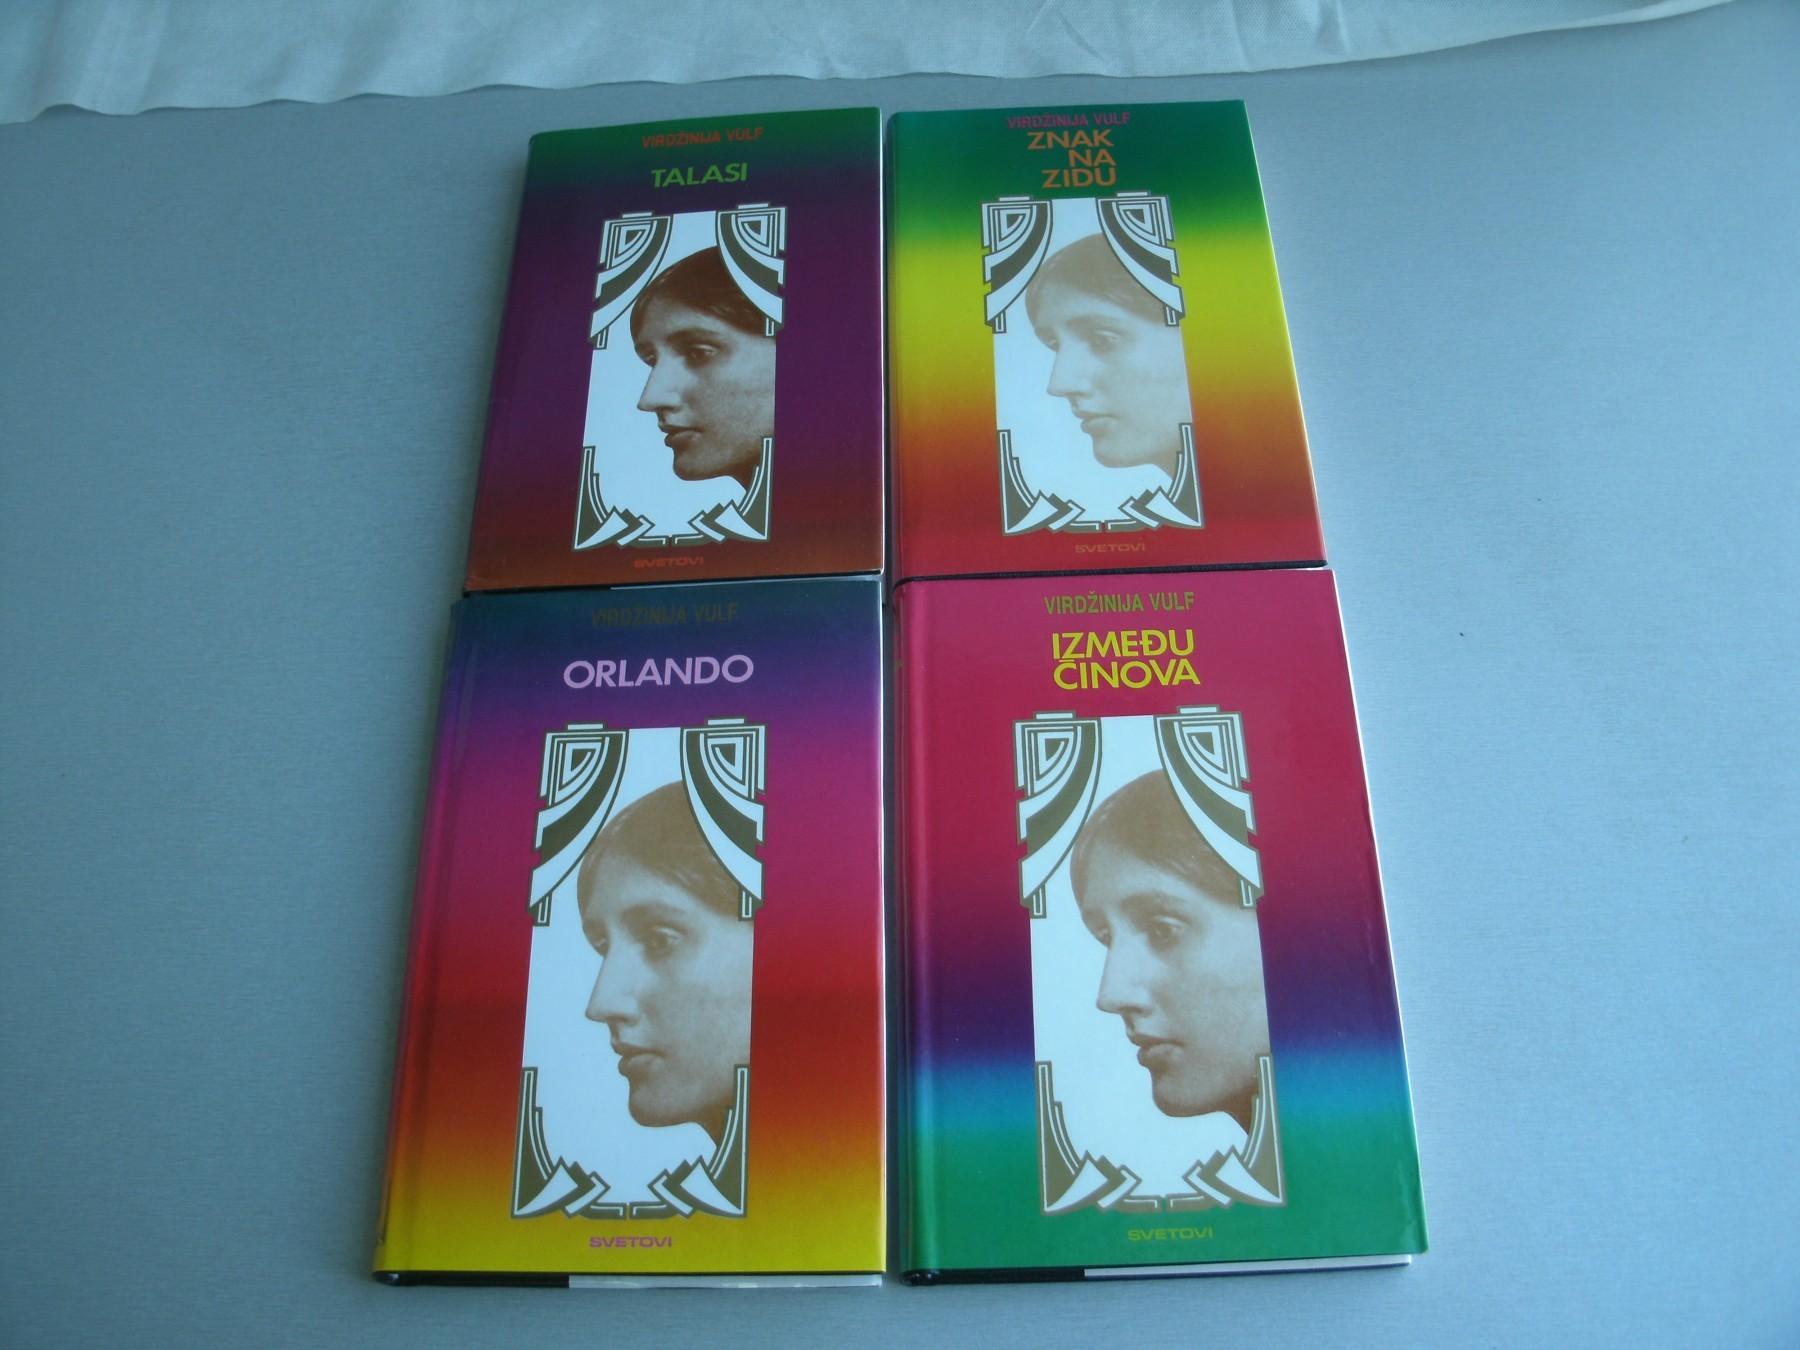 VIRDŽINIJA VULF
TALASI
SVETOVI
VIRDŽINIJA VULF
ZNAK
NA
ZIDU
SVETOVI
VIRDŽINIJA VULF
ORLANDO
SVETOVI
VIRDŽINIJA VULF
IZMEĐU
ČINOVA
SVETOVI